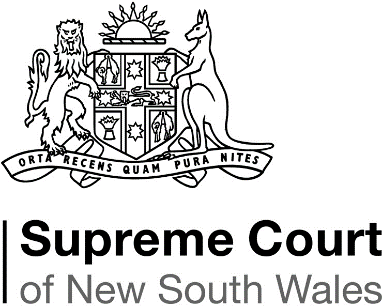 ORTA RECENS QUAM PURA NITES
Supreme Court
of New South Wales